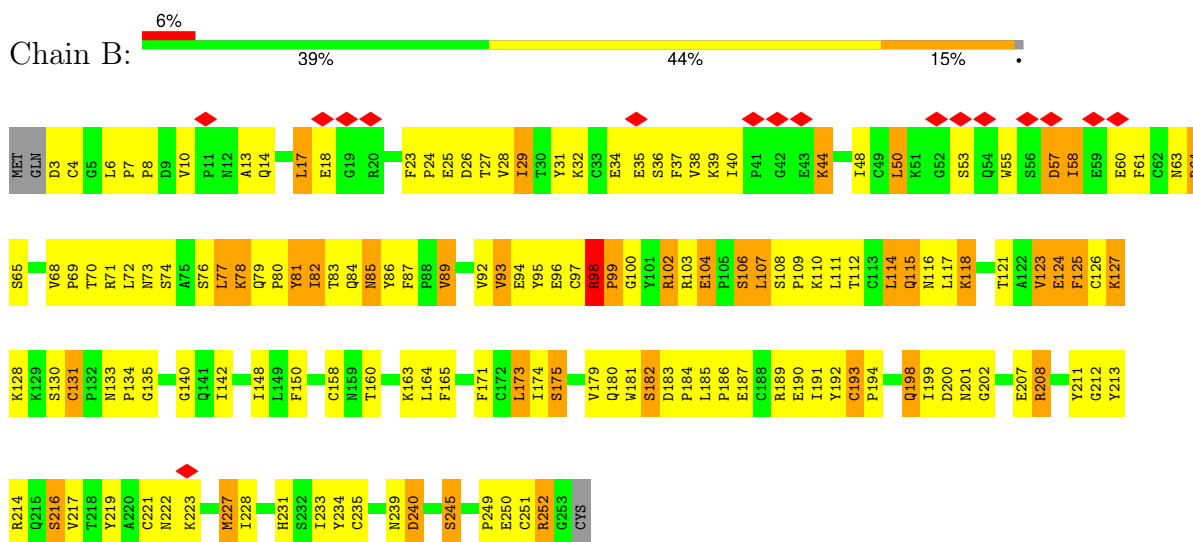 6%
Chain B:
39% 44% 15% •
MET GLN D3 C4 G5 L6 P7 P8 D9 V10 P11 N12 A13 Q14 L17 E18 G19 R20 F23 P24 E25 D26 T27 V28 I29 T30 Y31 K32 C33 E34 E35 S36 F37 V38 K39 I40 P41 G42 E43 K44 I48 C49 L50 K51 G52 S53 Q54 W55 S56 D57 I58 E59 E60 F61 C62 N63
S65 V68 P69 T70 R71 L72 N73 S74 A75 S76 L77 K78 Q79 P80 Y81 I82 T83 Q84 N85 Y86 F87 P88 V89 V92 V93 E94 Y95 E96 C97 R98 P99 G100 Y101 R102 R103 E104 P105 S106 L107 S108 P109 K110 L111 T112 C113 L114 Q115 N116 L117 K118 T121 A122 V123 E124 F125 C126 K127
K128 K129 S130 C131 P132 N133 P134 G135 G140 Q141 I142 I148 L149 F150 C158 N159 T160 K163 L164 F165 F171 C172 L173 I174 S175 V179 Q180 W181 S182 D183 P184 L185 P186 E187 C188 R189 E190 I191 Y192 C193 P194 Q198 I199 D200 N201 G202 E207 R208 Y211 G212 Y213
R214 Q215 S216 V217 T218 Y219 A220 C221 N222 K223 M227 I228 H231 S232 I233 Y234 C235 N239 D240 S245 P249 E250 C251 R252 G253 CYS